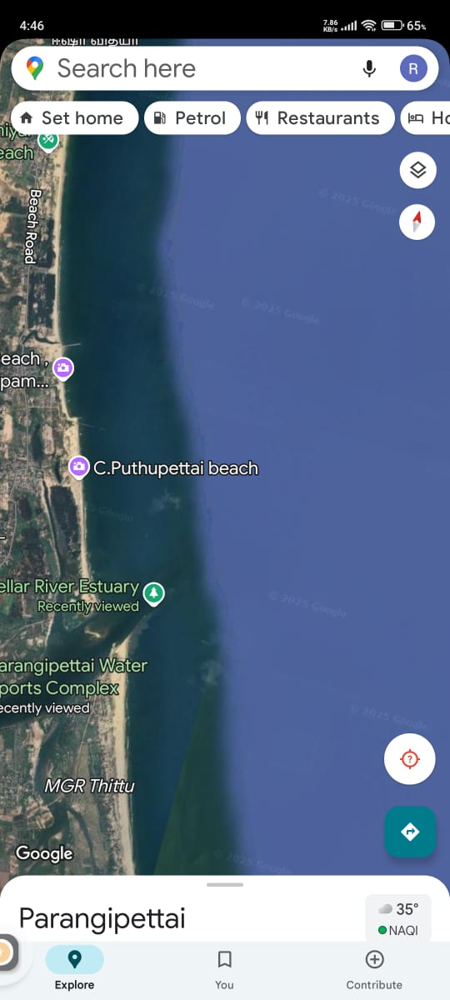 4:46
7.86
KB/s
65%
Search here
R
Set home
Petrol
Restaurants
Ho
each
Beach Road
© 2025 Google
© 2025 Google
© 2025 Google
each ,
pam...
C.Puthupettai beach
© 2025 Google
ellar River Estuary
Recently viewed
© 2025 Google
arangipettai Water
ports Complex
ecently viewed
© 2025 Google
MGR Thittu
Google
© 2025 Google
Parangipettai
35°
NAQI
Explore
You
Contribute